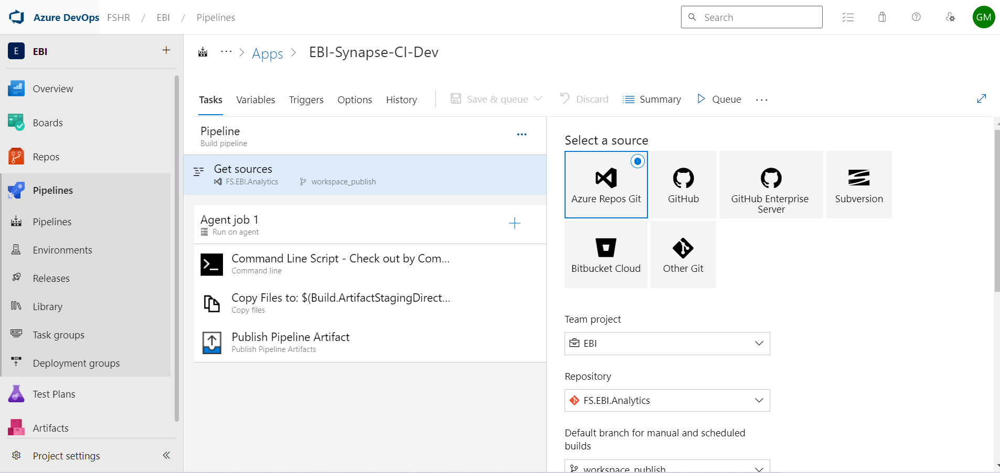 Azure DevOps FSHR / EBI / Pipelines
Search
GM
E EBI
Overview
Boards
Repos
Pipelines
Pipelines
Environments
Releases
Library
Task groups
Deployment groups
Test Plans
Artifacts
Project settings
··· > Apps > EBI-Synapse-CI-Dev
Tasks Variables Triggers Options History Save & queue Discard Summary Queue ···
Pipeline
Build pipeline
Get sources
FS.EBI.Analytics workspace_publish
Agent job 1
Run on agent
Command Line Script - Check out by Com...
Command line
Copy Files to: $(Build.ArtifactStagingDirect...
Copy files
Publish Pipeline Artifact
Publish Pipeline Artifacts
Select a source
Azure Repos Git
GitHub
GitHub Enterprise
Server
Subversion
Bitbucket Cloud
Other Git
Team project
EBI
Repository
FS.EBI.Analytics
Default branch for manual and scheduled
builds
workspace_publish